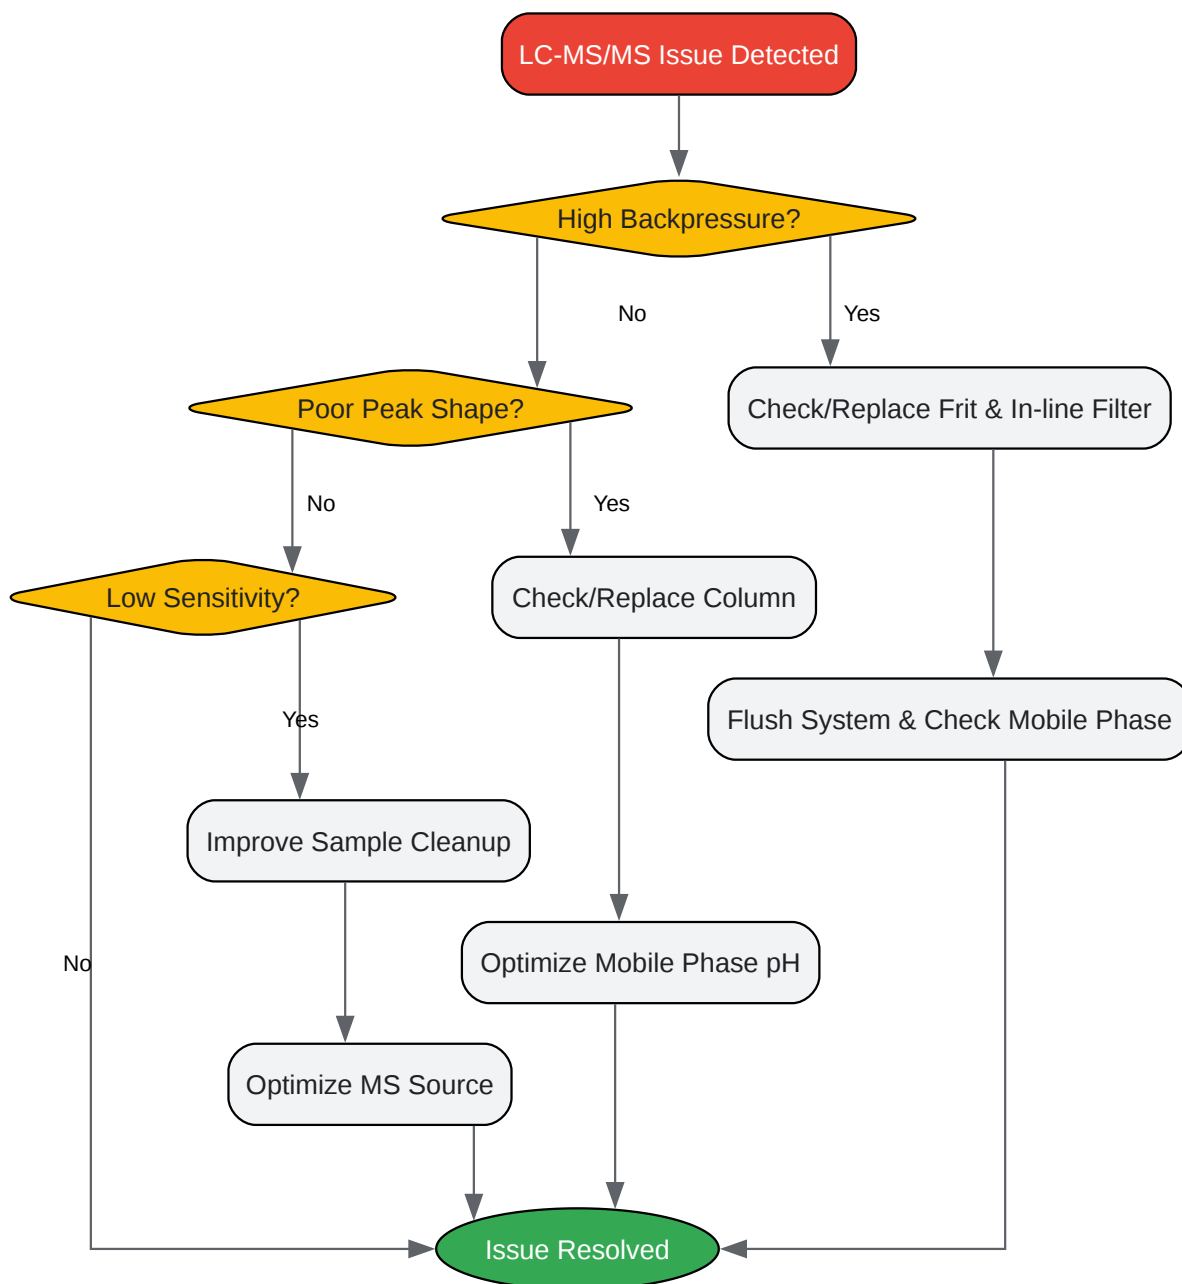 LC-MS/MS Issue Detected
High Backpressure?
No
Yes
Poor Peak Shape?
Check/Replace Frit & In-line Filter
No
Yes
Low Sensitivity?
Check/Replace Column
Yes
Flush System & Check Mobile Phase
Improve Sample Cleanup
No
Optimize Mobile Phase pH
Optimize MS Source
Issue Resolved